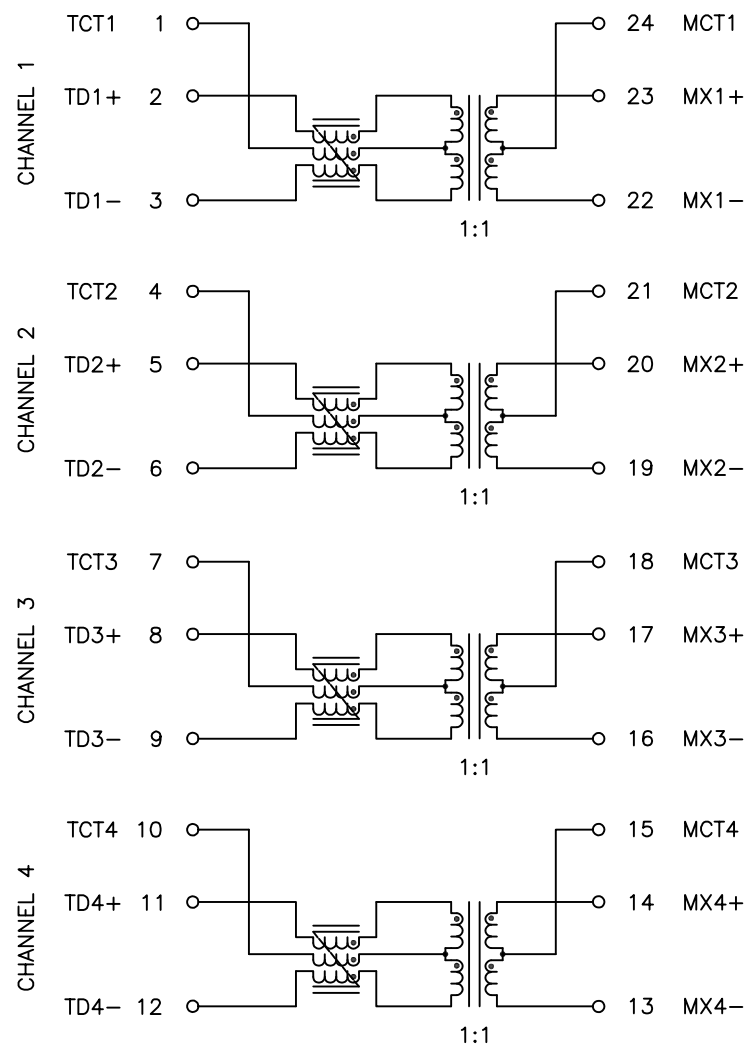 CHANNEL 1
TCT1 1 24 MCT1
TD1+ 2 23 MX1+
TD1− 3 22 MX1−
1:1
CHANNEL 2
TCT2 4 21 MCT2
TD2+ 5 20 MX2+
TD2− 6 19 MX2−
1:1
CHANNEL 3
TCT3 7 18 MCT3
TD3+ 8 17 MX3+
TD3− 9 16 MX3−
1:1
CHANNEL 4
TCT4 10 15 MCT4
TD4+ 11 14 MX4+
TD4− 12 13 MX4−
1:1